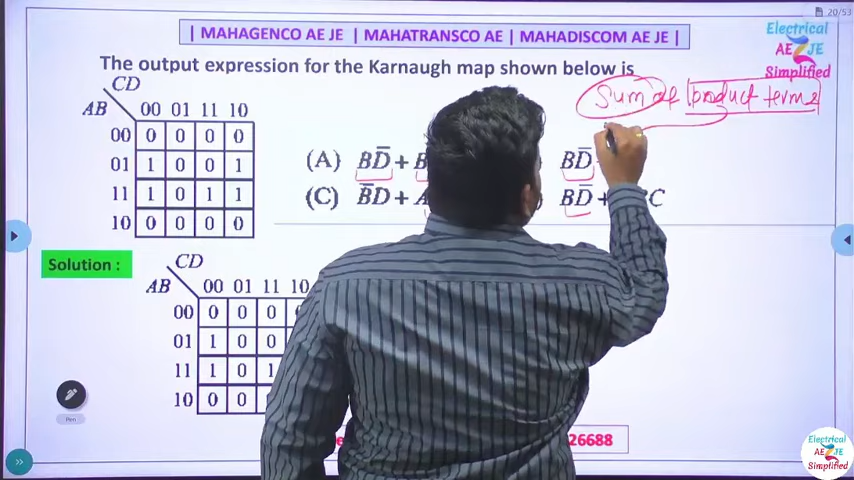 20/53
| MAHAGENCO AE JE | MAHATRANSCO AE | MAHADISCOM AE JE |
Electrical
AE JE
Simplified
The output expression for the Karnaugh map shown below is
Sum of product terms
CD
AB 00 01 11 10
00 0 0 0 0
01 1 0 0 1
11 1 0 1 1
10 0 0 0 0
(A) BD̅ + B
BD̅
(C) B̅D + A
BD̅ + BC
Solution :
CD
AB 00 01 11 10
00 0 0 0
01 1 0 0
11 1 0 1
10 0 0
Pen
26688
Electrical
AE JE
Simplified